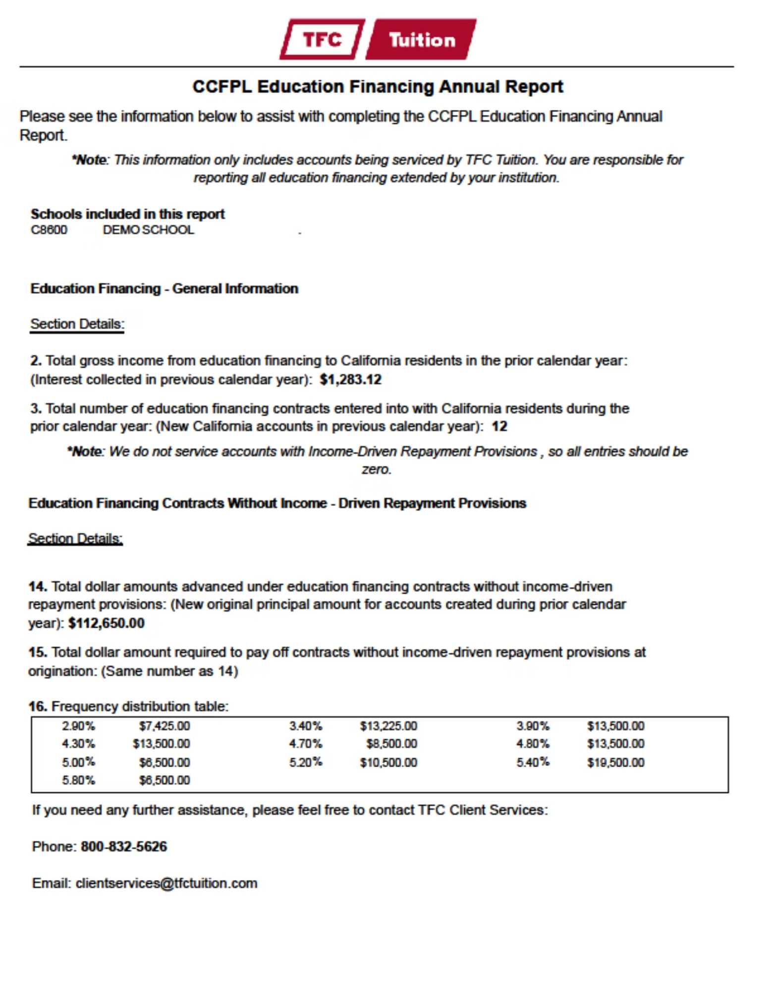 TFC Tuition
CCFPL Education Financing Annual Report
Please see the information below to assist with completing the CCFPL Education Financing Annual
Report.
*Note: This information only includes accounts being serviced by TFC Tuition. You are responsible for
reporting all education financing extended by your institution.
Schools included in this report
C8600 DEMO SCHOOL .
Education Financing - General Information
Section Details:
2. Total gross income from education financing to California residents in the prior calendar year:
(Interest collected in previous calendar year): $1,283.12
3. Total number of education financing contracts entered into with California residents during the
prior calendar year: (New California accounts in previous calendar year): 12
*Note: We do not service accounts with Income-Driven Repayment Provisions , so all entries should be
zero.
Education Financing Contracts Without Income - Driven Repayment Provisions
Section Details:
14. Total dollar amounts advanced under education financing contracts without income-driven
repayment provisions: (New original principal amount for accounts created during prior calendar
year): $112,650.00
15. Total dollar amount required to pay off contracts without income-driven repayment provisions at
origination: (Same number as 14)
16. Frequency distribution table:
2.90% $7,425.00 3.40% $13,225.00 3.90% $13,500.00
4.30% $13,500.00 4.70% $8,500.00 4.80% $13,500.00
5.00% $6,500.00 5.20% $10,500.00 5.40% $19,500.00
5.80% $6,500.00
If you need any further assistance, please feel free to contact TFC Client Services:
Phone: 800-832-5626
Email: clientservices@tfctuition.com